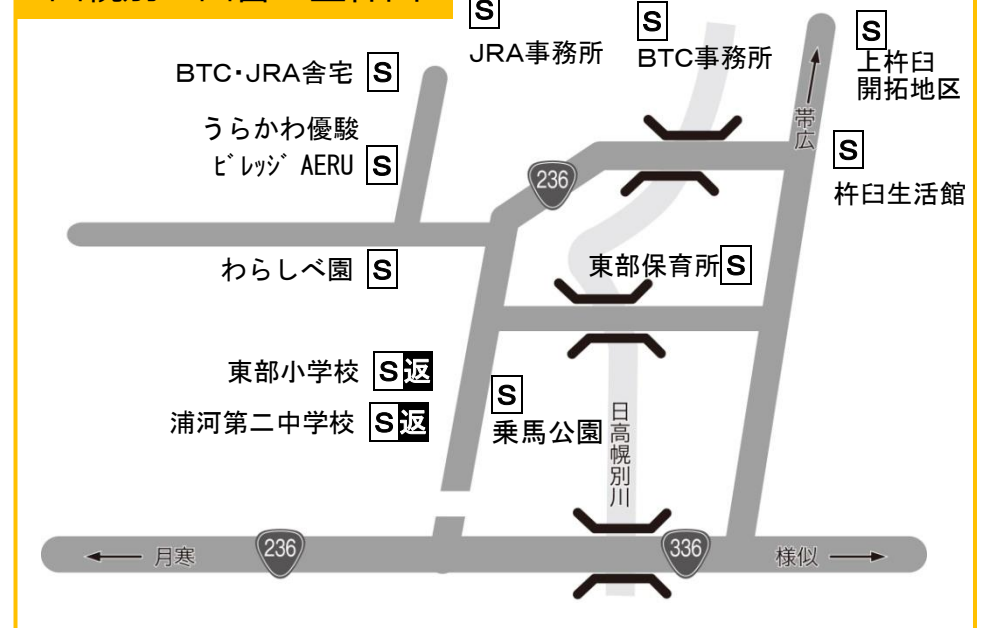 S
JRA事務所
S
BTC事務所
S
上杵臼
開拓地区
BTC・JRA舎宅 S
うらかわ優駿
ﾋﾞﾚｯｼﾞ AERU S
帯広
S
杵臼生活館
236
わらしべ園 S
東部保育所 S
東部小学校 S 返
浦河第二中学校 S 返
S
乗馬公園
日高幌別川
← 月寒
236
336
様似 →